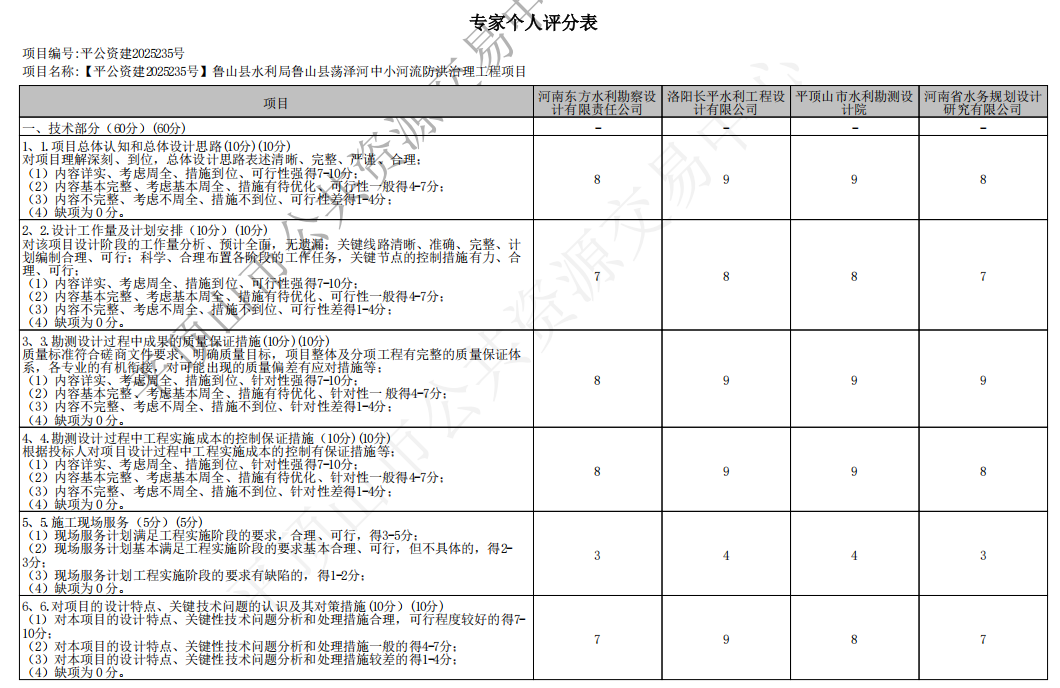 专家个人评分表
项目编号:平公资建2025235号
项目名称:【平公资建2025235号】鲁山县水利局鲁山县荡泽河中小河流防洪治理工程项目
项目 河南东方水利勘察设计有限责任公司 洛阳长平水利工程设计有限公司 平顶山市水利勘测设计院 河南省水务规划设计研究有限公司
一、技术部分（60分）(60分) - - - -
1、1.项目总体认知和总体设计思路(10分)(10分)
对项目理解深刻、到位，总体设计思路表述清晰、完整、严谨、合理；
（1）内容详实、考虑周全、措施到位、可行性强得7-10分；
（2）内容基本完整、考虑基本周全、措施有待优化、可行性一般得4-7分；
（3）内容不完整、考虑不周全、措施不到位、可行性差得1-4分；
（4）缺项为０分。
8 9 9 8
2、2.设计工作量及计划安排（10分）(10分)
对该项目设计阶段的工作量分析、预计全面，无遗漏；关键线路清晰、准确、完整、计
划编制合理、可行；科学、合理布置各阶段的工作任务，关键节点的控制措施有力、合
理、可行；
（1）内容详实、考虑周全、措施到位、可行性强得7-10分；
（2）内容基本完整、考虑基本周全、措施有待优化、可行性一般得4-7分；
（3）内容不完整、考虑不周全、措施不到位、可行性差得1-4分；
（4）缺项为０分。
7 8 8 7
3、3.勘测设计过程中成果的质量保证措施(10分)(10分)
质量标准符合磋商文件要求，明确质量目标，项目整体及分项工程有完整的质量保证体
系，各专业的有机衔接，对可能出现的质量偏差有应对措施等；
（1）内容详实、考虑周全、措施到位、针对性强得7-10分；
（2）内容基本完整、考虑基本周全、措施有待优化、针对性一 般得4-7分；
（3）内容不完整、考虑不周全、措施不到位、针对性差得1-4分；
（4）缺项为０分。
8 9 9 9
4、4.勘测设计过程中工程实施成本的控制保证措施（10分)(10分)
根据投标人对项目设计过程中工程实施成本的控制有保证措施等；
（1）内容详实、考虑周全、措施到位、针对性强得7-10分；
（2）内容基本完整、考虑基本周全、措施有待优化、针对性一般得4-7分；
（3）内容不完整、考虑不周全、措施不到位、针对性差得1-4分；
（4）缺项为０分。
8 9 9 8
5、5.施工现场服务（5分）(5分)
（1）现场服务计划满足工程实施阶段的要求，合理、可行，得3-5分；
（2）现场服务计划基本满足工程实施阶段的要求基本合理、可行，但不具体的，得2-
3分；
（3）现场服务计划工程实施阶段的要求有缺陷的，得1-2分；
（4）缺项为０分。
3 4 4 3
6、6.对项目的设计特点、关键技术问题的认识及其对策措施(10分）(10分)
（1）对本项目的设计特点、关键性技术问题分析和处理措施合理，可行程度较好的得7-
10分；
（2）对本项目的设计特点、关键性技术问题分析和处理措施一般的得4-7分；
（3）对本项目的设计特点、关键性技术问题分析和处理措施较差的得1-4分；
（4）缺项为０分。
7 9 8 7
平顶山市公共资源交易中
平顶山市公共资源交易中心